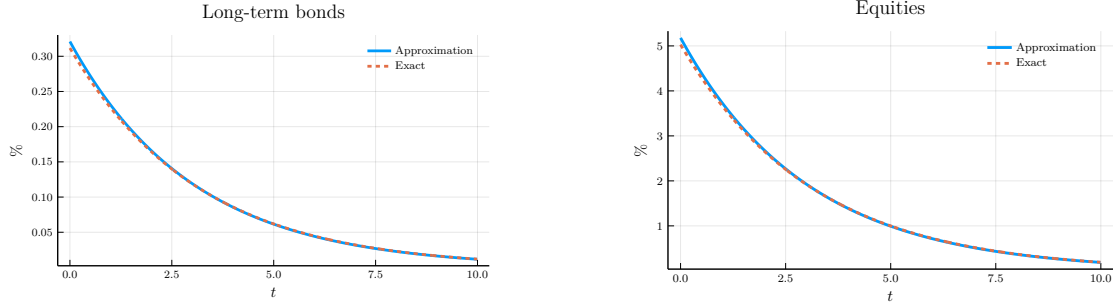 Long-term bonds
0.30
0.25
0.20
0.15
0.10
0.05
%
Approximation
Exact
0.0 2.5 5.0 7.5 10.0
t
Equities
5
4
3
2
1
%
Approximation
Exact
0.0 2.5 5.0 7.5 10.0
t